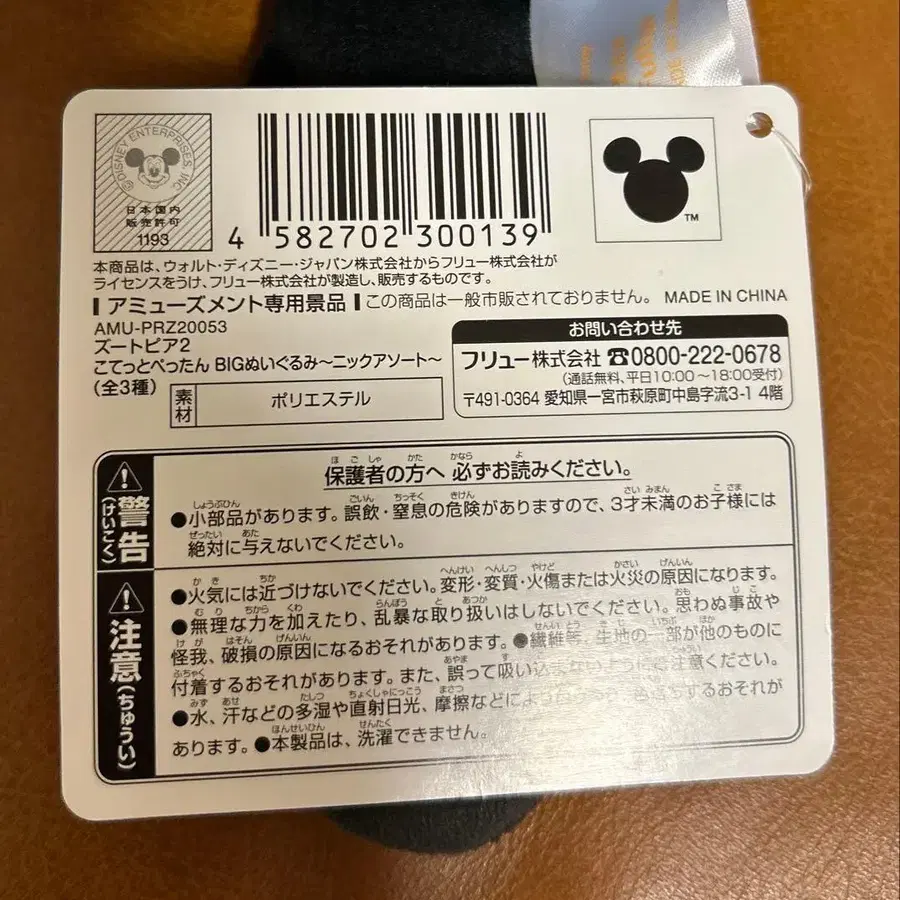 ©DISNEY ENTERPRISES, INC.
日本国内
販売許可
1193
4 582702 300139
TM
本商品は、ウォルト・ディズニー・ジャパン株式会社からフリュー株式会社が
ライセンスをうけ、フリュー株式会社が製造し、販売するものです。
アミューズメント専用景品 この商品は一般市販されておりません。 MADE IN CHINA
AMU-PRZ20053
ズートピア2
こてっとぺったん BIGぬいぐるみ〜ニックアソート〜
(全3種)
素材 ポリエステル
お問い合わせ先
フリュー株式会社 ☎0800-222-0678
(通話無料、平日10:00〜18:00受付)
〒491-0364 愛知県一宮市萩原町中島字流3-1 4階
警告(けいこく)
保護者の方へ 必ずお読みください。
●小部品があります。誤飲・窒息の危険がありますので、3才未満のお子様には
絶対に与えないでください。
注意(ちゅうい)
●火気には近づけないでください。変形・変質・火傷または火災の原因になります。
●無理な力を加えたり、乱暴な取り扱いはしないでください。思わぬ事故や
怪我、破損の原因になるおそれがあります。●繊維等、生地の一部が他のものに
付着するおそれがあります。また、誤って吸い込まないようにご注意ください。
●水、汗などの多湿や直射日光、摩擦などによ するおそれが
あります。●本製品は、洗濯できません。